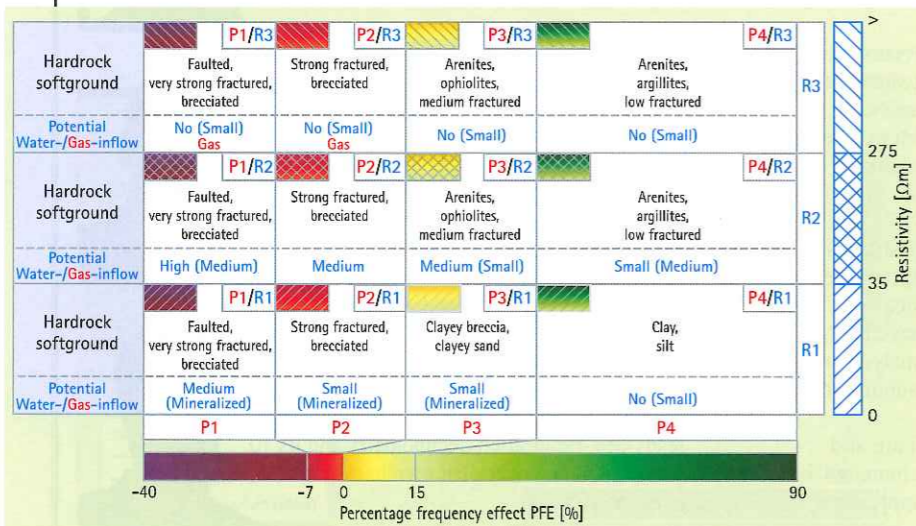 P1/R3 P2/R3 P3/R3 P4/R3 >
Hardrock
softground
Faulted,
very strong fractured,
brecciated
Strong fractured,
brecciated
Arenites,
ophiolites,
medium fractured
Arenites,
argillites,
low fractured
R3
Potential
Water-/Gas-inflow
No (Small)
Gas
No (Small)
Gas
No (Small)
No (Small)
275
P1/R2 P2/R2 P3/R2 P4/R2
Hardrock
softground
Faulted,
very strong fractured,
brecciated
Strong fractured,
brecciated
Arenites,
ophiolites,
medium fractured
Arenites,
argillites,
low fractured
R2
Resistivity [Ωm]
Potential
Water-/Gas-inflow
High (Medium)
Medium
Medium (Small)
Small (Medium)
35
P1/R1 P2/R1 P3/R1 P4/R1
Hardrock
softground
Faulted,
very strong fractured,
brecciated
Strong fractured,
brecciated
Clayey breccia,
clayey sand
Clay,
silt
R1
Potential
Water-/Gas-inflow
Medium
(Mineralized)
Small
(Mineralized)
Small
(Mineralized)
No (Small)
0
P1 P2 P3 P4
-40 -7 0 15 90
Percentage frequency effect PFE [%]